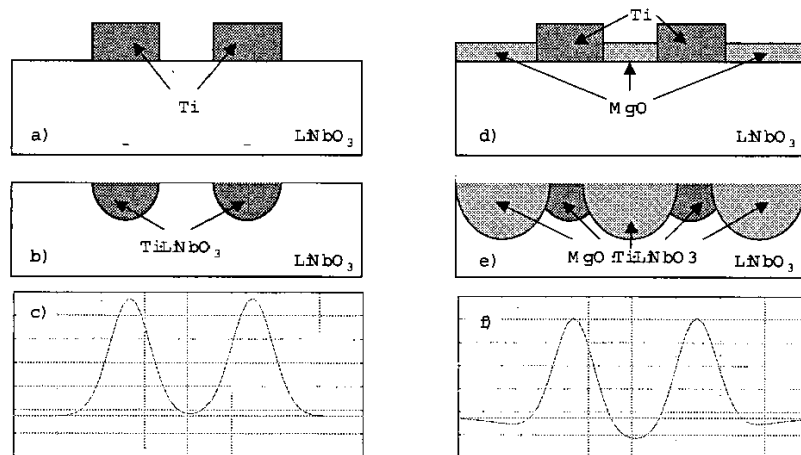 Ti
a)
LiNbO3
Ti
MgO
d)
LiNbO3
TiLiNbO3
b)
LiNbO3
MgO TiLiNbO3
e)
LiNbO3
c)
f)